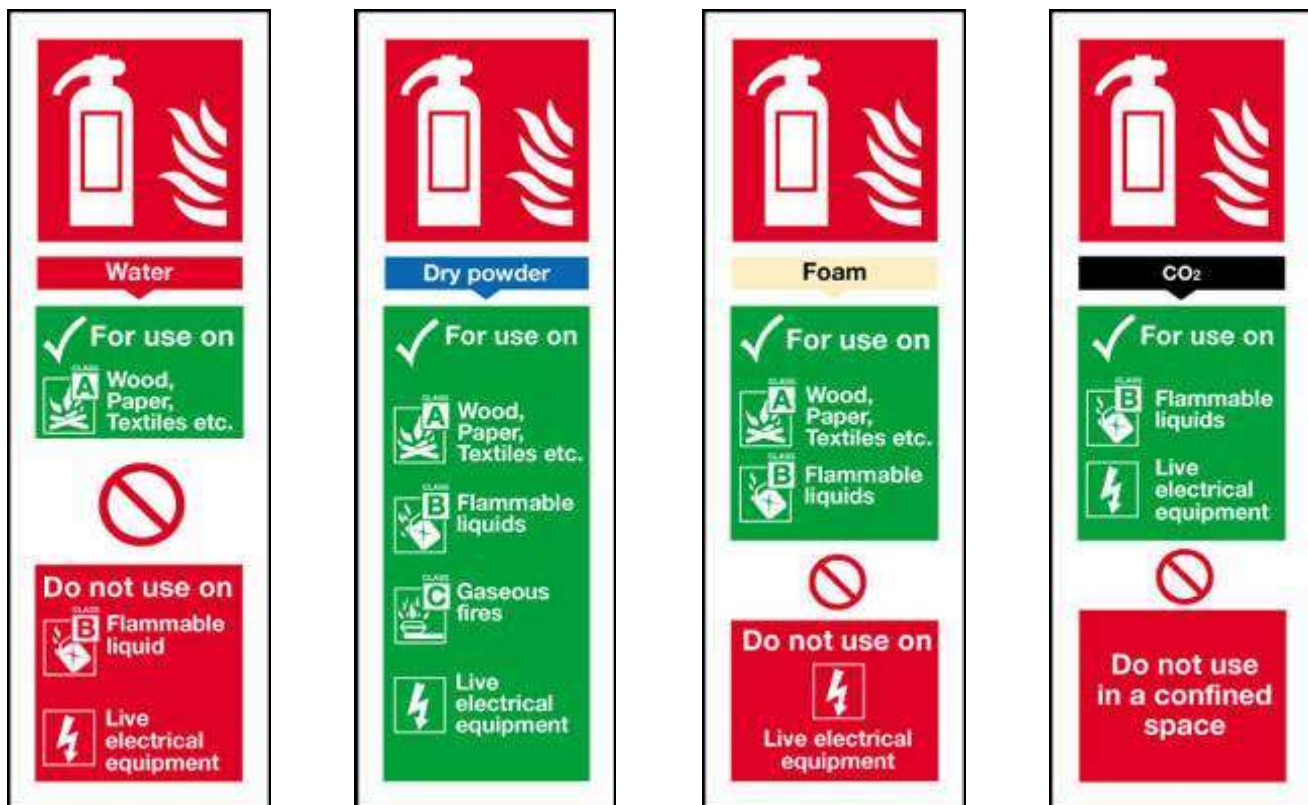 Water
For use on
CLASS
A
Wood,
Paper,
Textiles etc.
Do not use on
CLASS
B
Flammable
liquid
Live
electrical
equipment
Dry powder
For use on
CLASS
A
Wood,
Paper,
Textiles etc.
CLASS
B
Flammable
liquids
CLASS
C
Gaseous
fires
Live
electrical
equipment
Foam
For use on
CLASS
A
Wood,
Paper,
Textiles etc.
CLASS
B
Flammable
liquids
Do not use on
Live electrical
equipment
CO₂
For use on
CLASS
B
Flammable
liquids
Live
electrical
equipment
Do not use
in a confined
space